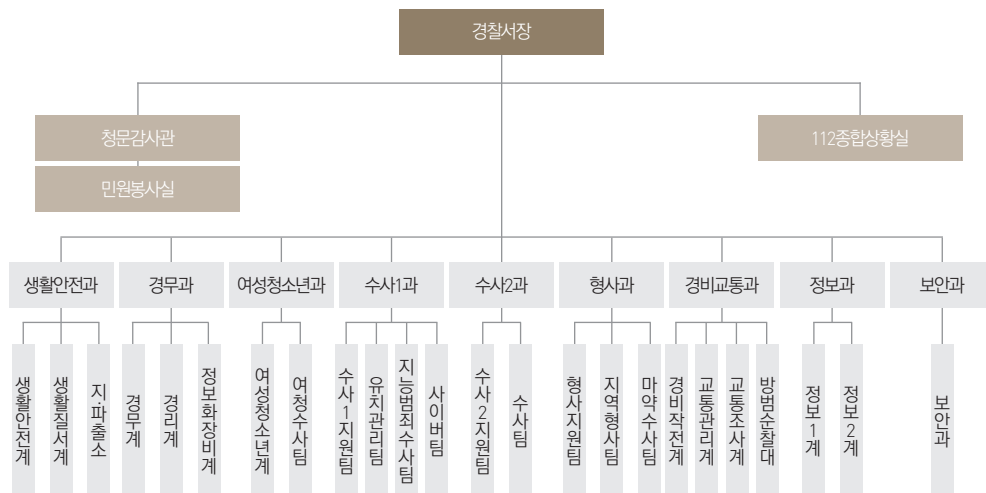 경찰서장
청문감사관
112종합상황실
민원봉사실
생활안전과
경무과
여성청소년과
수사1과
수사2과
형사과
경비교통과
정보과
보안과
생활안전계
생활질서계
지·파출소
경무계
경리계
정보화장비계
여성청소년계
여청수사팀
수사1지원팀
유치관리팀
지능범죄수사팀
사이버팀
수사2지원팀
수사팀
형사지원팀
지역형사팀
마약수사팀
경비작전계
교통관리계
교통조사계
방범순찰대
정보1계
정보2계
보안과